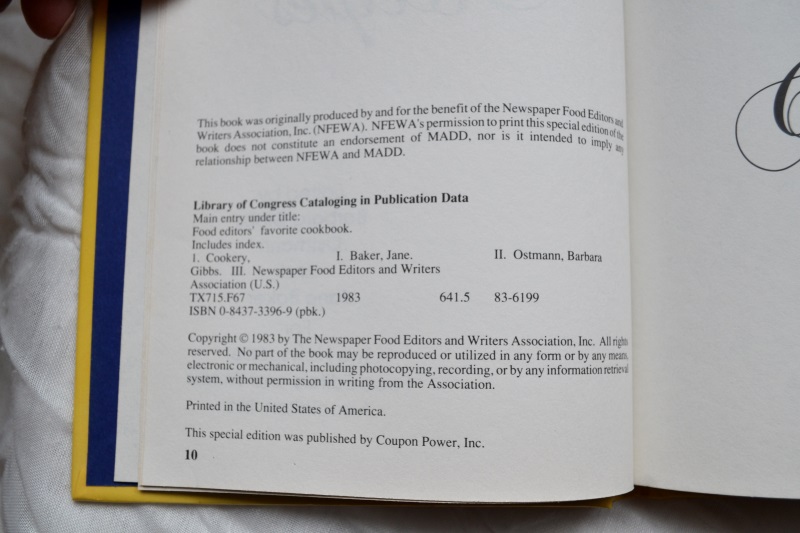 This book was originally produced by and for the benefit of the Newspaper Food Editors and
Writers Association, Inc. (NFEWA). NFEWA's permission to print this special edition of the
book does not constitute an endorsement of MADD, nor is it intended to imply any
relationship between NFEWA and MADD.
Library of Congress Cataloging in Publication Data
Main entry under title:
Food editors' favorite cookbook.
Includes index.
1. Cookery, I. Baker, Jane. II. Ostmann, Barbara
Gibbs. III. Newspaper Food Editors and Writers
Association (U.S.)
TX715.F67 1983 641.5 83-6199
ISBN 0-8437-3396-9 (pbk.)
Copyright © 1983 by The Newspaper Food Editors and Writers Association, Inc. All rights
reserved. No part of the book may be reproduced or utilized in any form or by any means,
electronic or mechanical, including photocopying, recording, or by any information retrieval
system, without permission in writing from the Association.
Printed in the United States of America.
This special edition was published by Coupon Power, Inc.
10